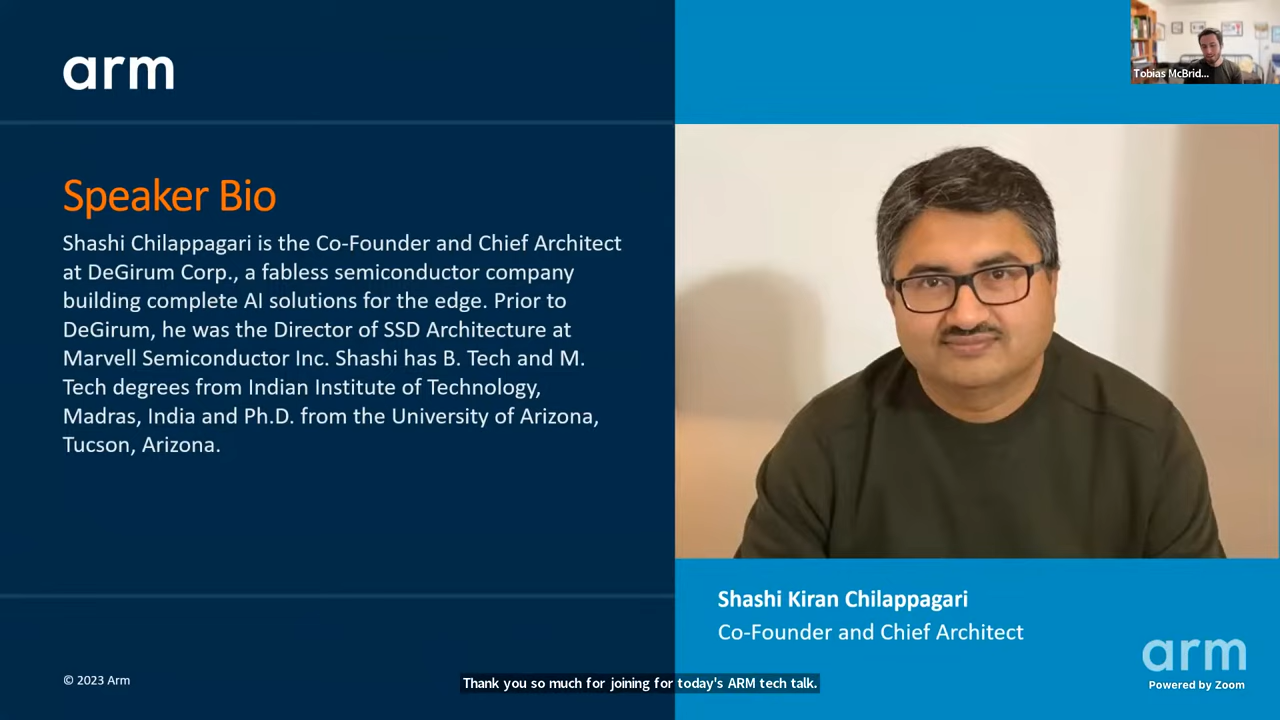 arm
Speaker Bio
Shashi Chilappagari is the Co-Founder and Chief Architect
at DeGirum Corp., a fabless semiconductor company
building complete AI solutions for the edge. Prior to
DeGirum, he was the Director of SSD Architecture at
Marvell Semiconductor Inc. Shashi has B. Tech and M.
Tech degrees from Indian Institute of Technology,
Madras, India and Ph.D. from the University of Arizona,
Tucson, Arizona.
© 2023 Arm
Tobias McBrid...
Shashi Kiran Chilappagari
Co-Founder and Chief Architect
arm
Powered by Zoom
Thank you so much for joining for today's ARM tech talk.